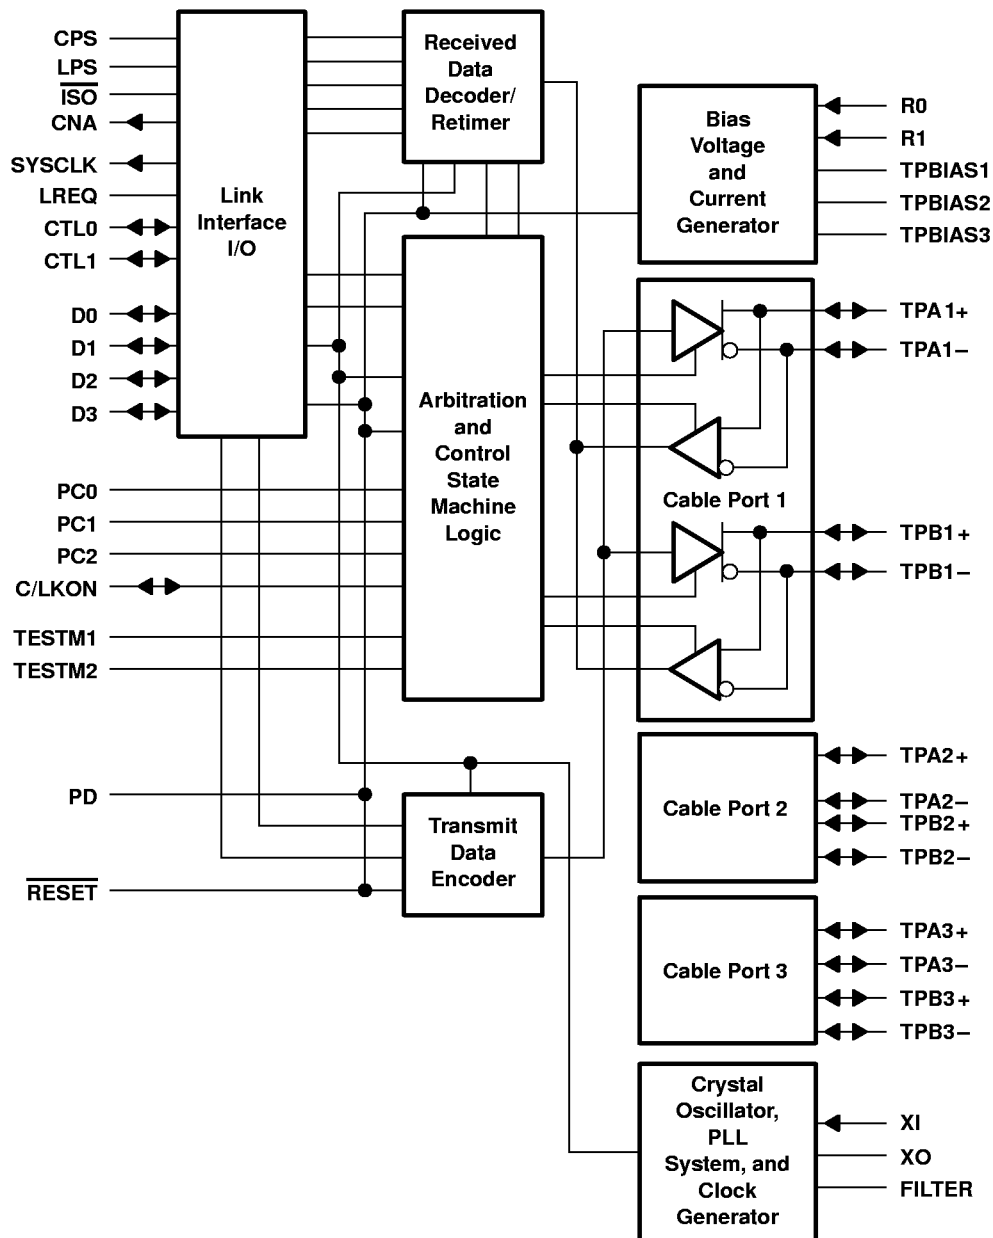 CPS
LPS
ISO
CNA
SYSCLK
LREQ
CTL0
CTL1
D0
D1
D2
D3
PC0
PC1
PC2
C/LKON
TESTM1
TESTM2
PD
RESET
Link
Interface
I/O
Received
Data
Decoder/
Retimer
Arbitration
and
Control
State
Machine
Logic
Transmit
Data
Encoder
Bias
Voltage
and
Current
Generator
Cable Port 1
Cable Port 2
Cable Port 3
Crystal
Oscillator,
PLL
System, and
Clock
Generator
R0
R1
TPBIAS1
TPBIAS2
TPBIAS3
TPA1+
TPA1−
TPB1+
TPB1−
TPA2+
TPA2−
TPB2+
TPB2−
TPA3+
TPA3−
TPB3+
TPB3−
XI
XO
FILTER